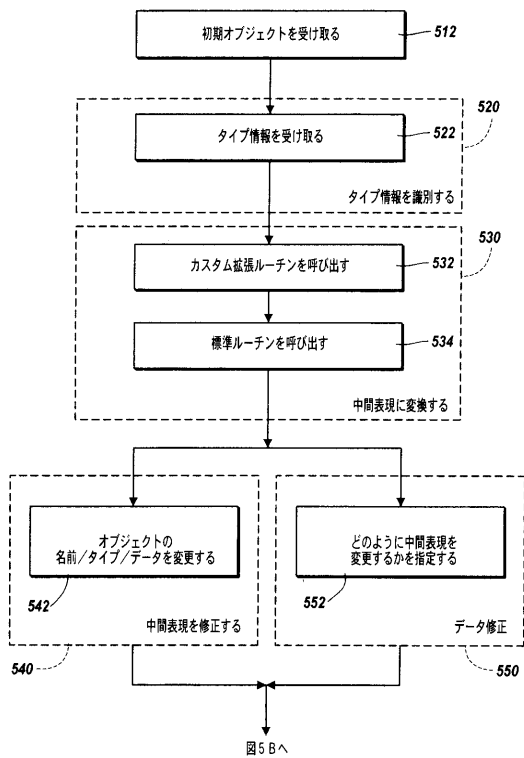 初期オブジェクトを受け取る
512
520
タイプ情報を受け取る
522
タイプ情報を識別する
530
カスタム拡張ルーチンを呼び出す
532
標準ルーチンを呼び出す
534
中間表現に変換する
オブジェクトの
名前/タイプ/データを変更する
542
中間表現を修正する
540
どのように中間表現を
変更するかを指定する
552
データ修正
550
図5Bへ